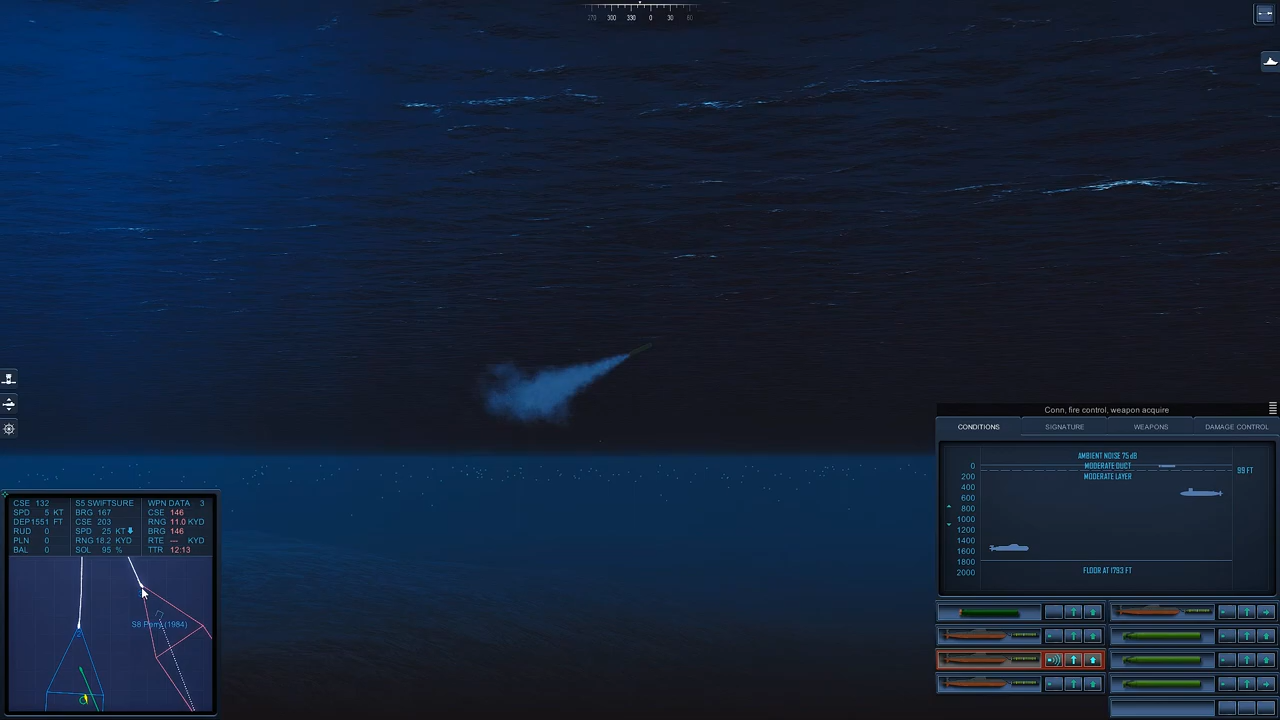 270 300 330 0 30 60
Conn, fire control, weapon acquire
CONDITIONS SIGNATURE WEAPONS DAMAGE CONTROL
AMBIENT NOISE 75 dB
0 MODERATE DUCT 99 FT
200 MODERATE LAYER
400
600
800
1000
1200
1400
1600
1800 FLOOR AT 1793 FT
2000
CSE 132 S5 SWIFTSURE WPN DATA 3
SPD 5 KT BRG 167 CSE 146
DEP 1551 FT CSE 203 RNG 11.0 KYD
RUD 0 SPD 25 KT BRG 146
PLN 0 RNG 18.2 KYD RTE --- KYD
BAL 0 SOL 95 % TTR 12:13
S8 Perry (1984)
2